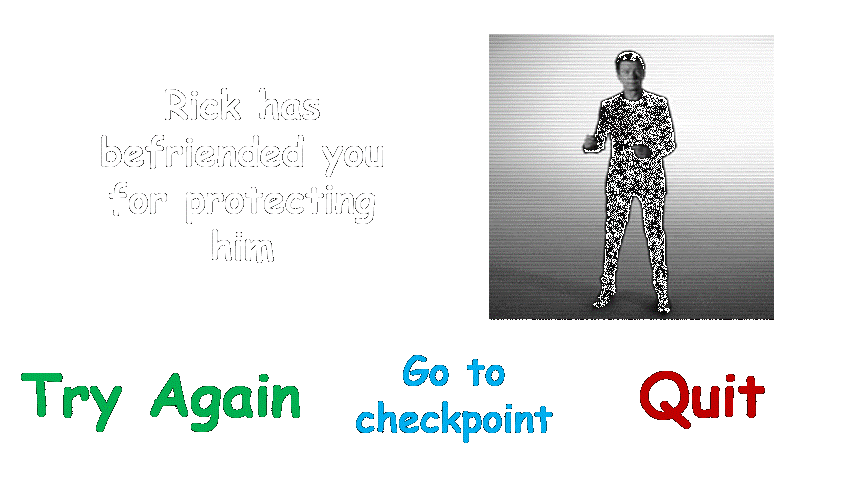 Rick has
befriended you
for protecting
him
Try Again
Go to
checkpoint
Quit